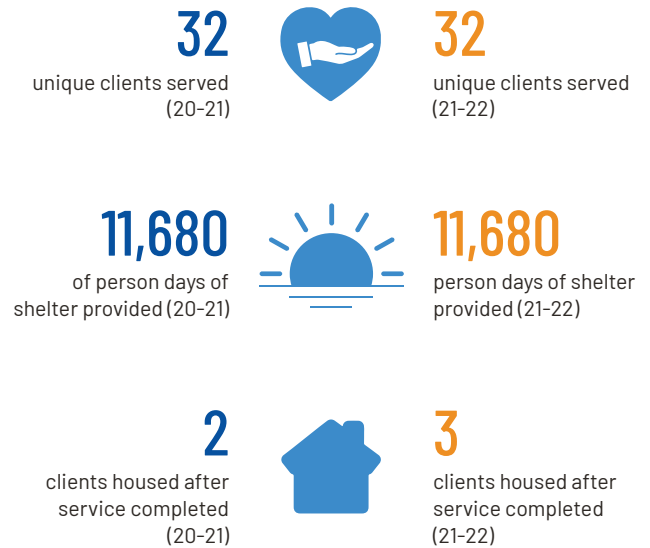 32
unique clients served
(20-21)
32
unique clients served
(21-22)
11,680
of person days of
shelter provided (20-21)
11,680
person days of shelter
provided (21-22)
2
clients housed after
service completed
(20-21)
3
clients housed after
service completed
(21-22)